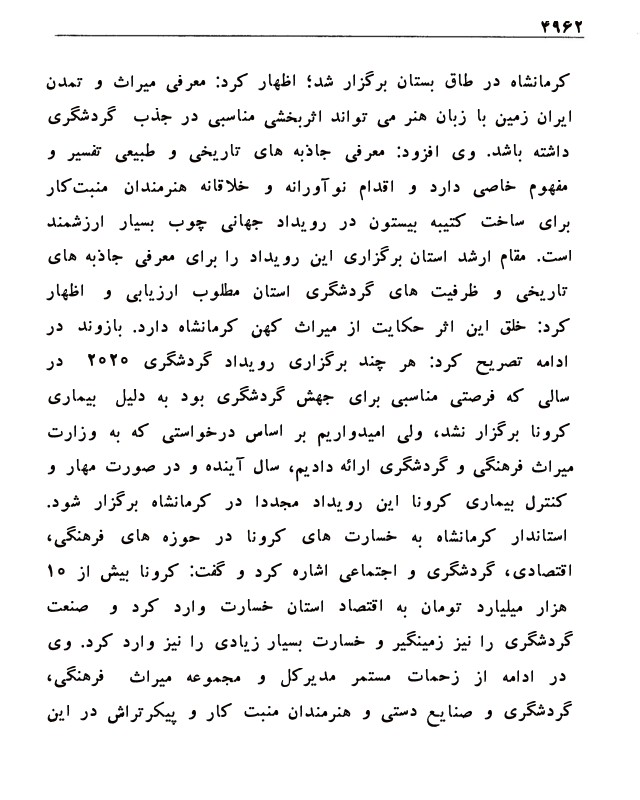 ۴۹۶۲
کرمانشاه در طاق بستان برگزار شد؛ اظهار کرد: معرفی میراث و تمدن
ایران زمین با زبان هنر می تواند اثربخشی مناسبی در جذب گردشگری
داشته باشد. وی افزود: معرفی جاذبه های تاریخی و طبیعی تفسیر و
مفهوم خاصی دارد و اقدام نوآورانه و خلاقانه هنرمندان منبت‌کار
برای ساخت کتیبه بیستون در رویداد جهانی چوب بسیار ارزشمند
است. مقام ارشد استان برگزاری این رویداد را برای معرفی جاذبه های
تاریخی و ظرفیت های گردشگری استان مطلوب ارزیابی و اظهار
کرد: خلق این اثر حکایت از میراث کهن کرمانشاه دارد. بازوند در
ادامه تصریح کرد: هر چند برگزاری رویداد گردشگری ۲۰۲۰ در
سالی که فرصتی مناسبی برای جهش گردشگری بود به دلیل بیماری
کرونا برگزار نشد، ولی امیدواریم بر اساس درخواستی که به وزارت
میراث فرهنگی و گردشگری ارائه دادیم، سال آینده و در صورت مهار و
کنترل بیماری کرونا این رویداد مجددا در کرمانشاه برگزار شود.
استاندار کرمانشاه به خسارت های کرونا در حوزه های فرهنگی،
اقتصادی، گردشگری و اجتماعی اشاره کرد و گفت: کرونا بیش از ۱۵
هزار میلیارد تومان به اقتصاد استان خسارت وارد کرد و صنعت
گردشگری را نیز زمینگیر و خسارت بسیار زیادی را نیز وارد کرد. وی
در ادامه از زحمات مستمر مدیرکل و مجموعه میراث فرهنگی،
گردشگری و صنایع دستی و هنرمندان منبت کار و پیکرتراش در این